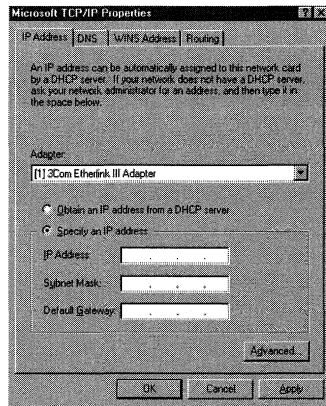 Microsoft TCP/IP Properties
IP Address DNS WINS Address Routing
An IP address can be automatically assigned to this network card
by a DHCP server. If your network does not have a DHCP server,
ask your network administrator for an address, and then type it in
the space below.
Adapter:
[1] 3Com Etherlink III Adapter
Obtain an IP address from a DHCP server
Specify an IP address
IP Address:
Subnet Mask:
Default Gateway:
Advanced...
OK Cancel Apply